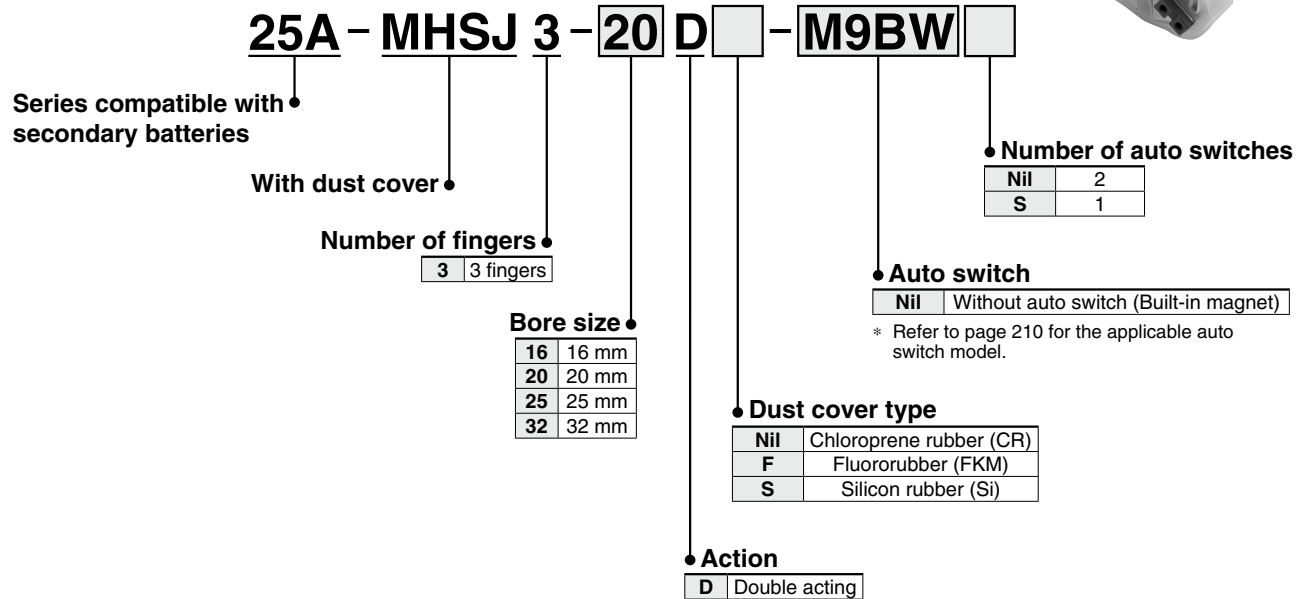 25A - MHSJ 3 - 20 D - M9BW
Series compatible with
secondary batteries
With dust cover
Number of fingers
3 3 fingers
Bore size
16 16 mm
20 20 mm
25 25 mm
32 32 mm
Action
D Double acting
Dust cover type
Nil Chloroprene rubber (CR)
F Fluororubber (FKM)
S Silicon rubber (Si)
Auto switch
Nil Without auto switch (Built-in magnet)
* Refer to page 210 for the applicable auto
switch model.
Number of auto switches
Nil 2
S 1